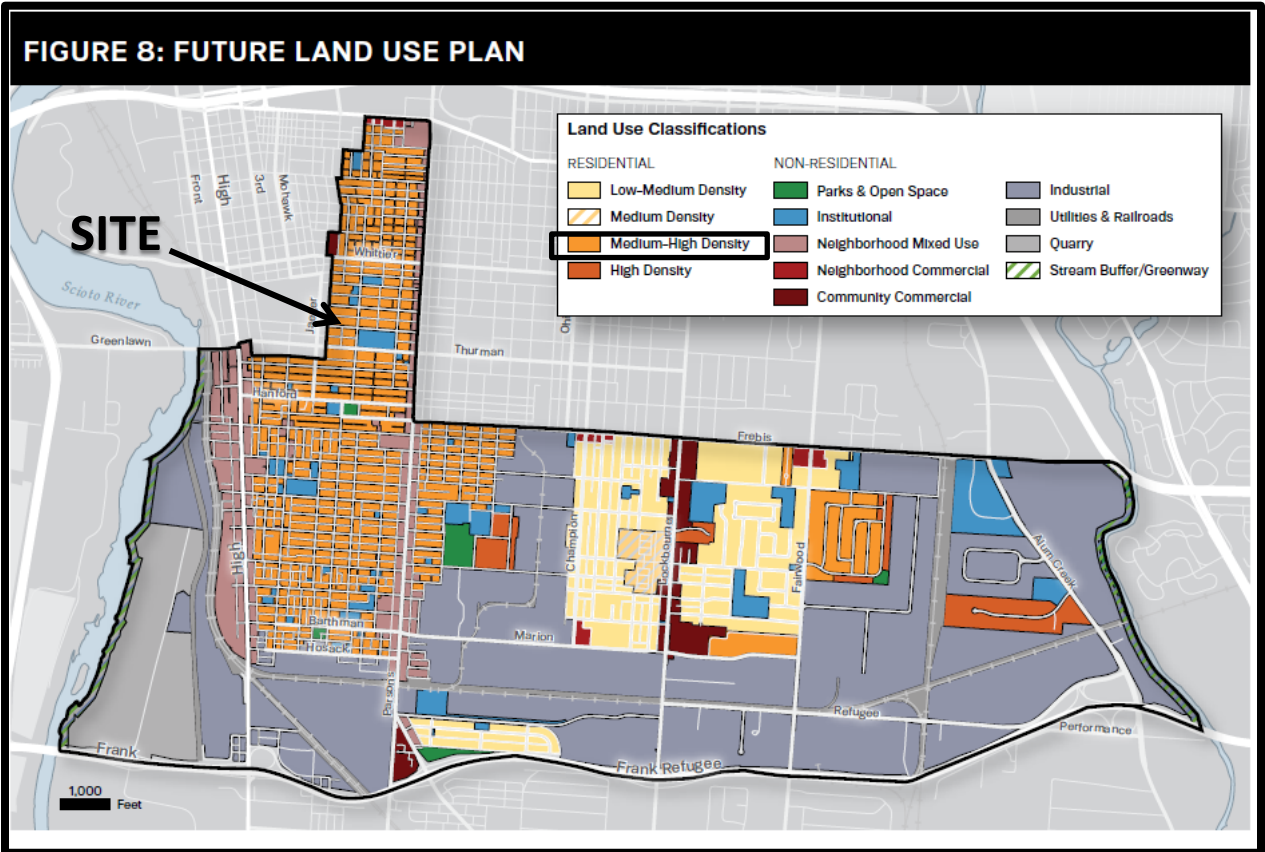 FIGURE 8: FUTURE LAND USE PLAN
Land Use Classifications
RESIDENTIAL
Low-Medium Density
Medium Density
Medium-High Density
High Density
NON-RESIDENTIAL
Parks & Open Space
Institutional
Neighborhood Mixed Use
Neighborhood Commercial
Community Commercial
Industrial
Utilities & Railroads
Quarry
Stream Buffer/Greenway
SITE
Front
High
3rd
Mohawk
Whittier
Scioto River
Greenlawn
Thurman
Hanford
Frebis
High
Champion
Lockbourne
Fairwood
Alum Creek
Barthman
Hosack
Marion
Parsons
Refugee
Performance
Frank
Frank Refugee
1,000
Feet